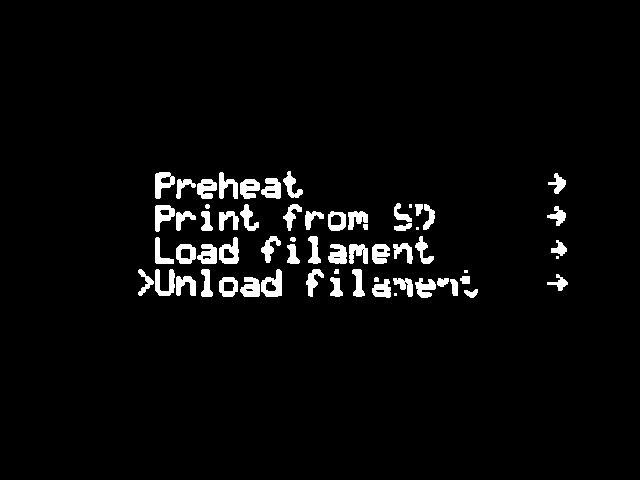 Preheat →
Print from SD →
Load filament →
>Unload filament →